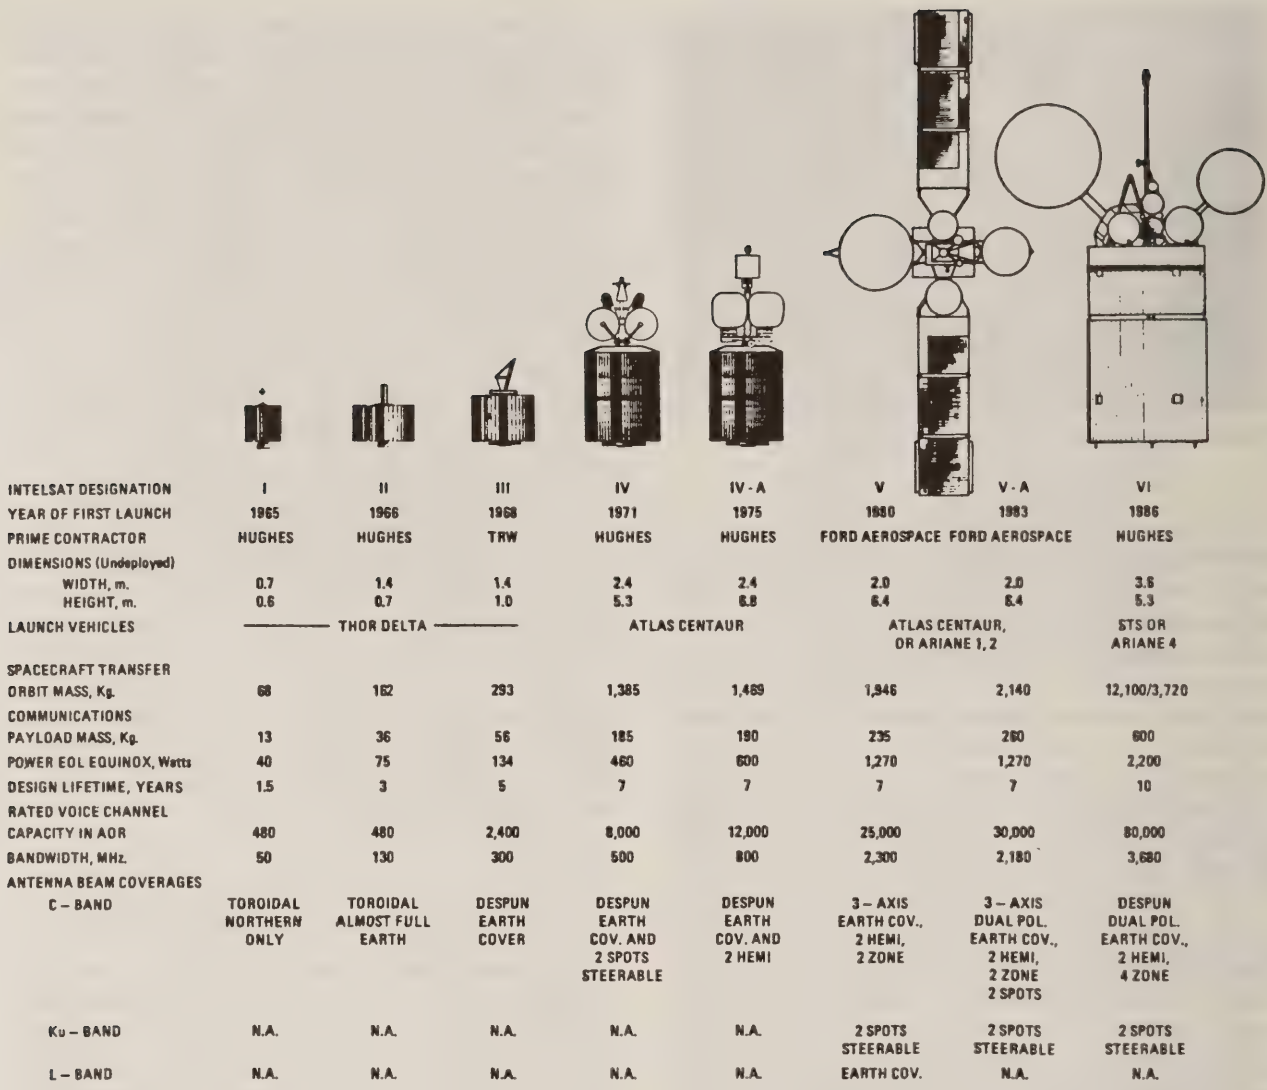 INTELSAT DESIGNATION I II III IV IV-A V V-A VI
YEAR OF FIRST LAUNCH 1965 1966 1968 1971 1975 1980 1983 1986
PRIME CONTRACTOR HUGHES HUGHES TRW HUGHES HUGHES FORD AEROSPACE FORD AEROSPACE HUGHES
DIMENSIONS (Undeployed)
WIDTH, m. 0.7 1.4 1.4 2.4 2.4 2.0 2.0 3.6
HEIGHT, m. 0.6 0.7 1.0 5.3 6.8 6.4 6.4 5.3
LAUNCH VEHICLES THOR DELTA ATLAS CENTAUR ATLAS CENTAUR, STS OR
OR ARIANE 1, 2 ARIANE 4
SPACECRAFT TRANSFER
ORBIT MASS, Kg. 68 162 293 1,385 1,469 1,946 2,140 12,100/3,720
COMMUNICATIONS
PAYLOAD MASS, Kg. 13 36 56 185 190 235 260 600
POWER EOL EQUINOX, Watts 40 75 134 460 600 1,270 1,270 2,200
DESIGN LIFETIME, YEARS 1.5 3 5 7 7 7 7 10
RATED VOICE CHANNEL
CAPACITY IN AOR 480 480 2,400 8,000 12,000 25,000 30,000 80,000
BANDWIDTH, MHz. 50 130 300 500 800 2,300 2,180 3,680
ANTENNA BEAM COVERAGES
C – BAND TOROIDAL TOROIDAL DESPUN DESPUN DESPUN 3 – AXIS 3 – AXIS DESPUN
NORTHERN ALMOST FULL EARTH EARTH EARTH EARTH COV., DUAL POL. DUAL POL.
ONLY EARTH COVER COV. AND COV. AND 2 HEMI, EARTH COV., EARTH COV.,
2 SPOTS 2 HEMI 2 ZONE 2 HEMI, 2 HEMI,
STEERABLE 2 ZONE 4 ZONE
2 SPOTS
Ku – BAND N.A. N.A. N.A. N.A. N.A. 2 SPOTS 2 SPOTS 2 SPOTS
STEERABLE STEERABLE STEERABLE
L – BAND N.A. N.A. N.A. N.A. N.A. EARTH COV. N.A. N.A.